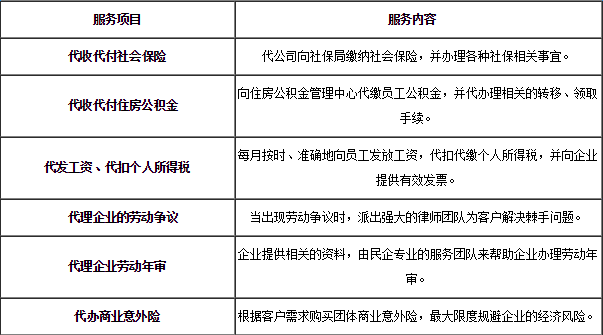 服务项目
服务内容
代收代付社会保险
代公司向社保局缴纳社会保险，并办理各种社保相关事宜。
代收代付住房公积金
向住房公积金管理中心代缴员工公积金，并代办理相关的转移、领取
手续。
代发工资、代扣个人所得税
每月按时、准确地向员工发放工资，代扣代缴个人所得税，并向企业
提供有效发票。
代理企业的劳动争议
当出现劳动争议时，派出强大的律师团队为客户解决棘手问题。
代理企业劳动年审
企业提供相关的资料，由民企专业的服务团队来帮助企业办理劳动年
审。
代办商业意外险
根据客户需求购买团体商业意外险，最大限度规避企业的经济风险。